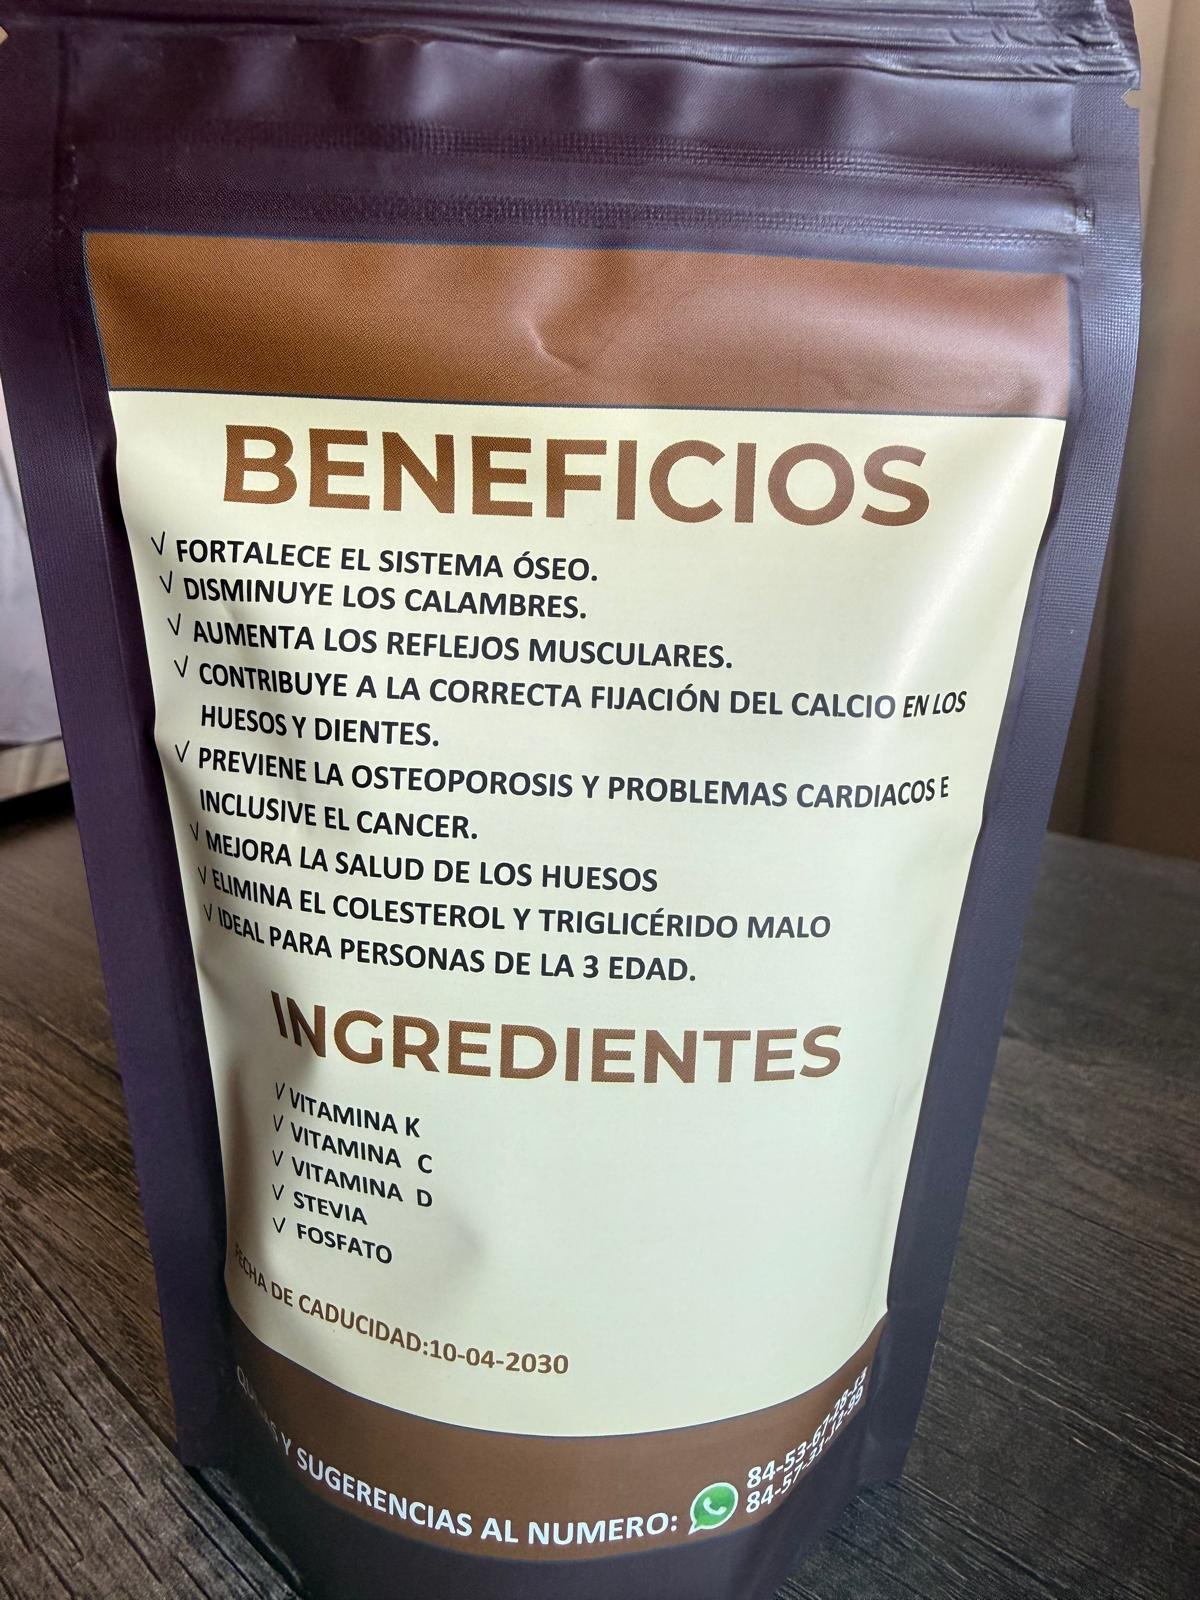 BENEFICIOS
√ FORTALECE EL SISTEMA ÓSEO.
√ DISMINUYE LOS CALAMBRES.
√ AUMENTA LOS REFLEJOS MUSCULARES.
√ CONTRIBUYE A LA CORRECTA FIJACIÓN DEL CALCIO EN LOS
HUESOS Y DIENTES.
√ PREVIENE LA OSTEOPOROSIS Y PROBLEMAS CARDIACOS E
INCLUSIVE EL CANCER.
√ MEJORA LA SALUD DE LOS HUESOS
√ ELIMINA EL COLESTEROL Y TRIGLICÉRIDO MALO
√ IDEAL PARA PERSONAS DE LA 3 EDAD.
INGREDIENTES
√ VITAMINA K
√ VITAMINA C
√ VITAMINA D
√ STEVIA
√ FOSFATO
FECHA DE CADUCIDAD:10-04-2030
Y SUGERENCIAS AL NUMERO: